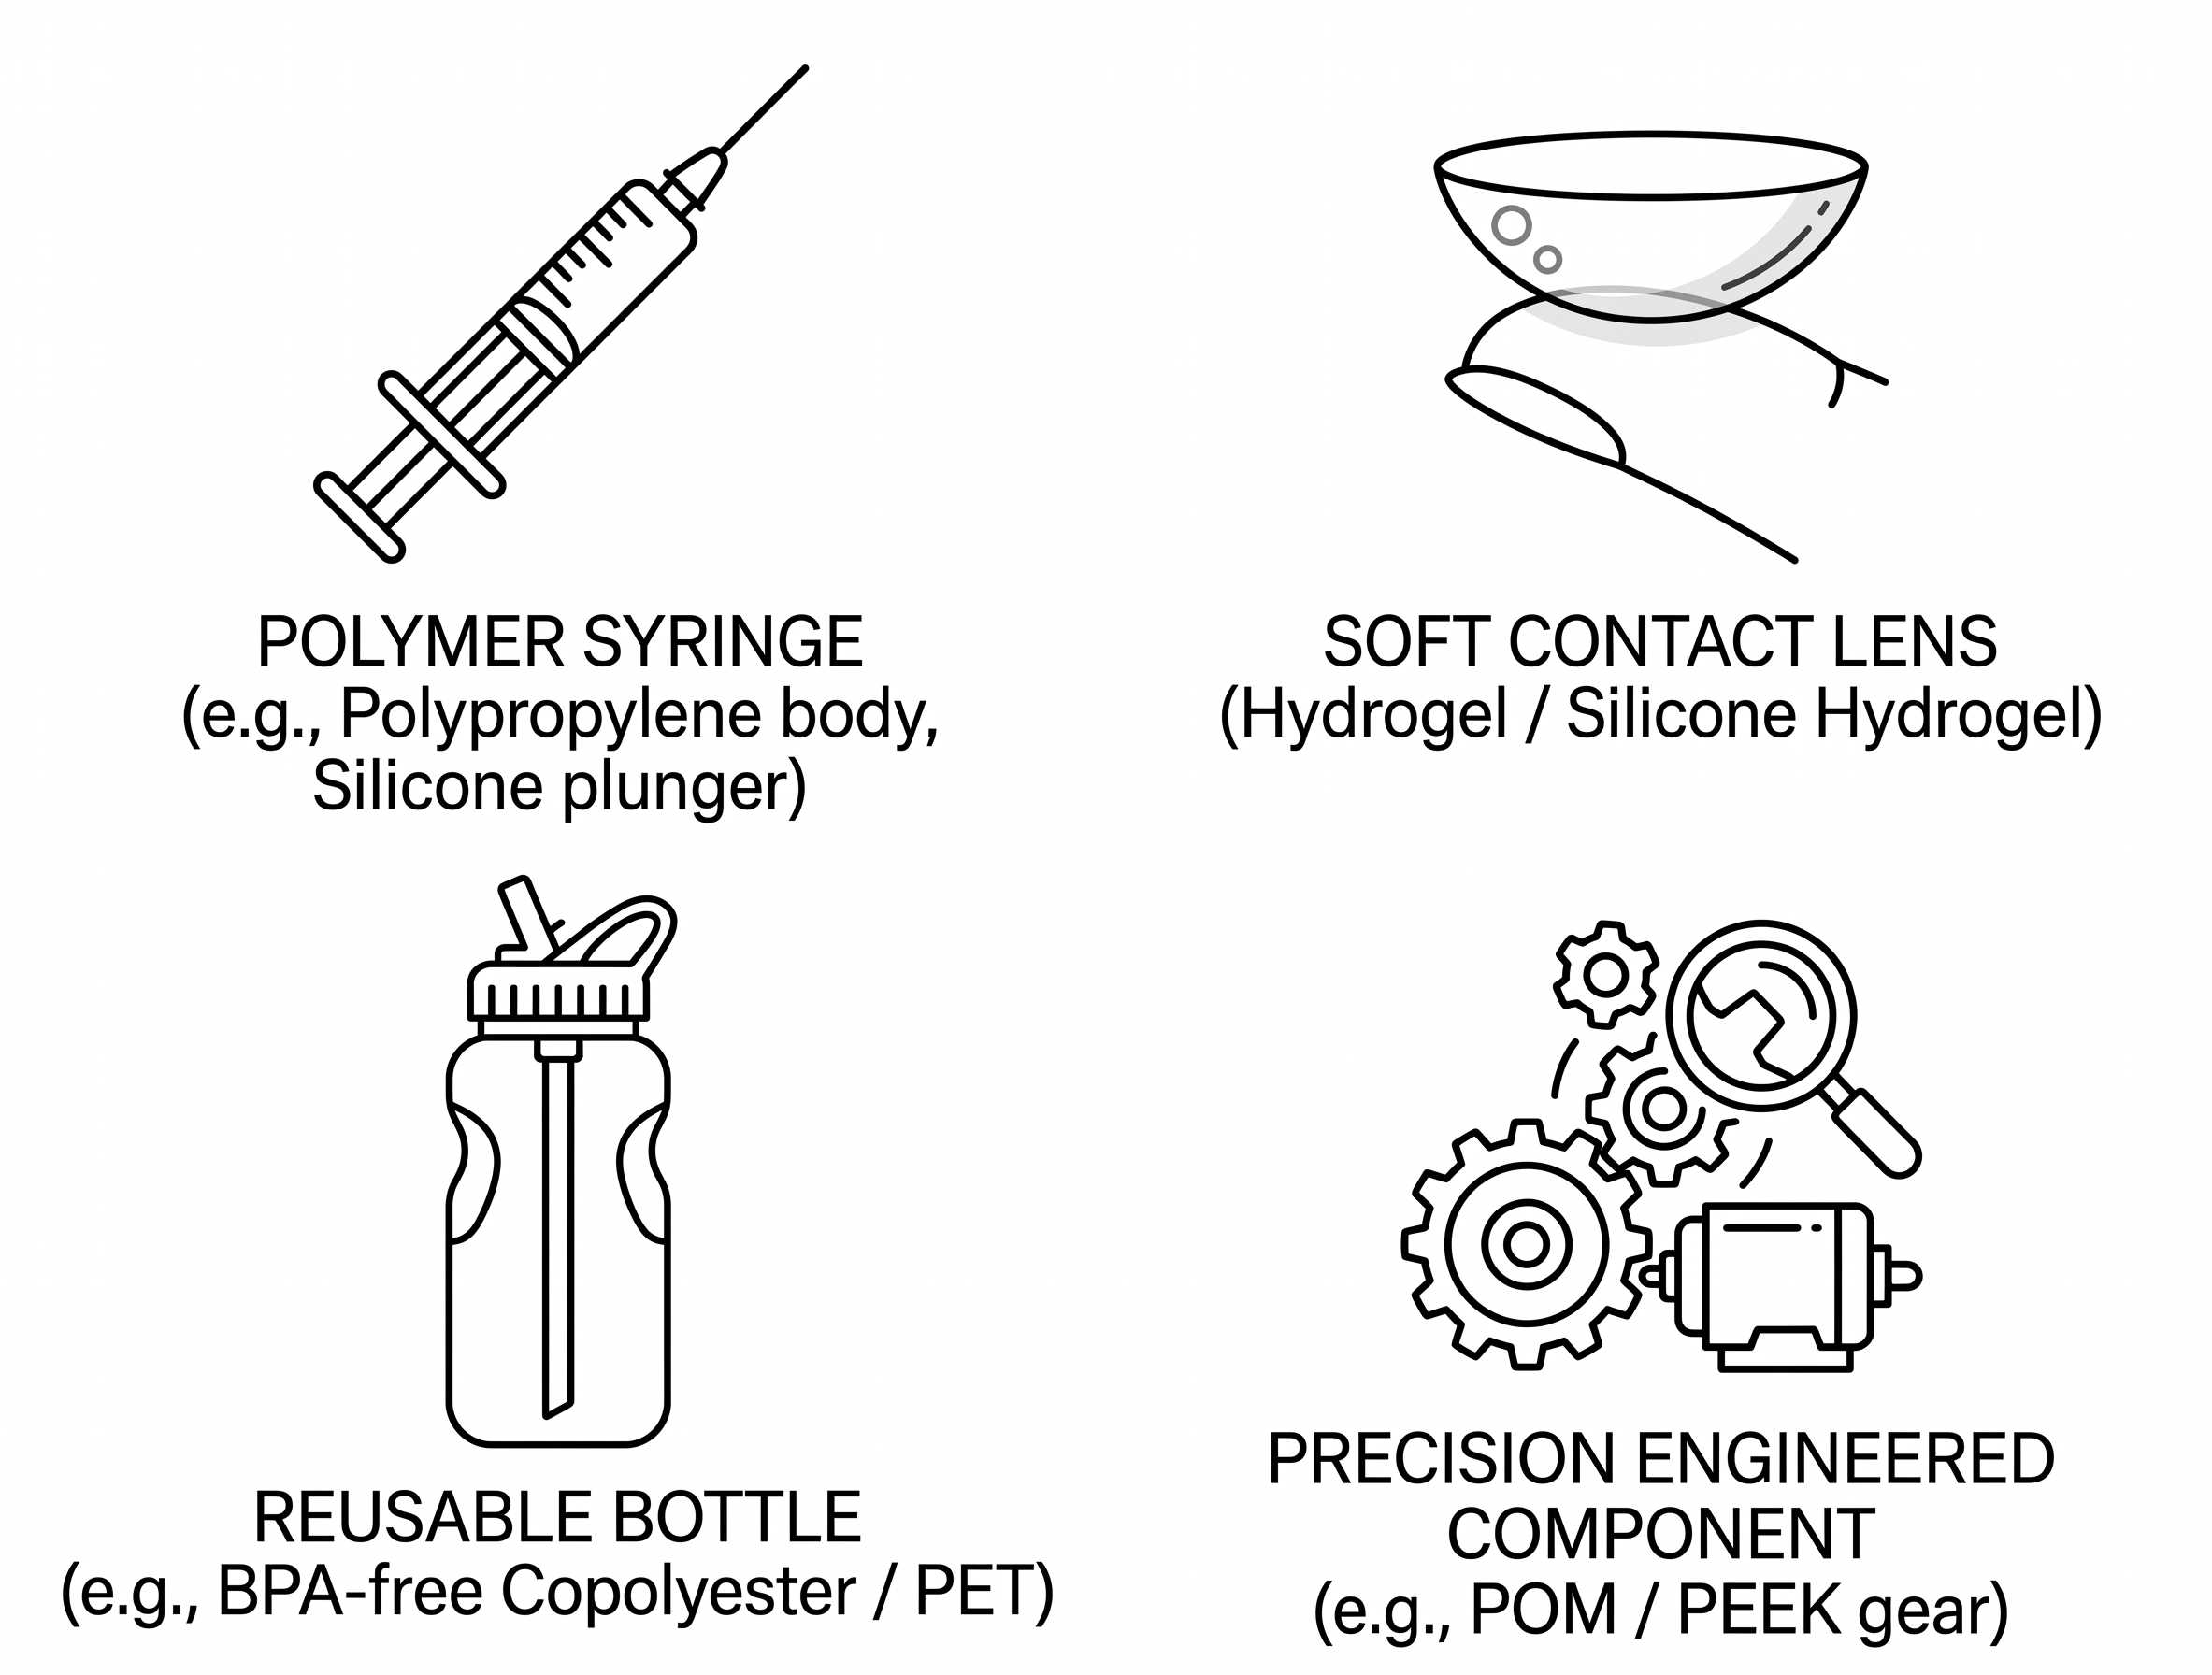 POLYMER SYRINGE
(e.g., Polypropylene body,
Silicone plunger)
SOFT CONTACT LENS
(Hydrogel / Silicone Hydrogel)
REUSABLE BOTTLE
(e.g., BPA-free Copolyester / PET)
PRECISION ENGINEERED
COMPONENT
(e.g., POM / PEEK gear)